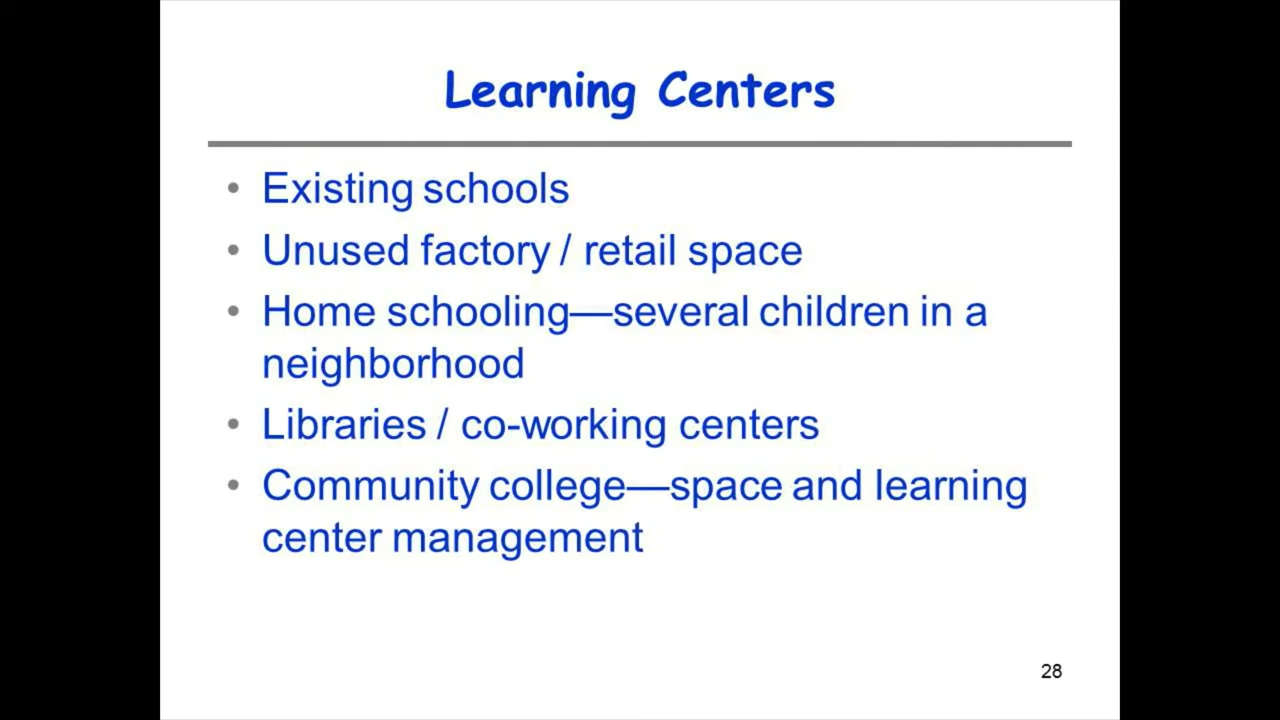 Learning Centers
• Existing schools
• Unused factory / retail space
• Home schooling—several children in a
neighborhood
• Libraries / co-working centers
• Community college—space and learning
center management
28